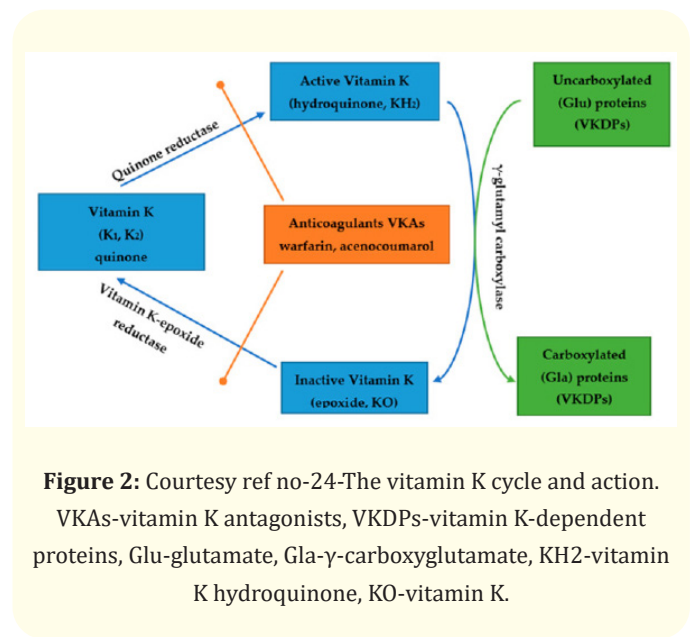 Active Vitamin K
(hydroquinone, KH₂)
Uncarboxylated
(Glu) proteins
(VKDPs)
Quinone reductase
Vitamin K
(K₁, K₂)
quinone
Anticoagulants VKAs
warfarin, acenocoumarol
γ-glutamyl carboxylase
Vitamin K-epoxide
reductase
Inactive Vitamin K
(epoxide, KO)
Carboxylated
(Gla) proteins
(VKDPs)
Figure 2: Courtesy ref no-24-The vitamin K cycle and action.
VKAs-vitamin K antagonists, VKDPs-vitamin K-dependent
proteins, Glu-glutamate, Gla-γ-carboxyglutamate, KH2-vitamin
K hydroquinone, KO-vitamin K.